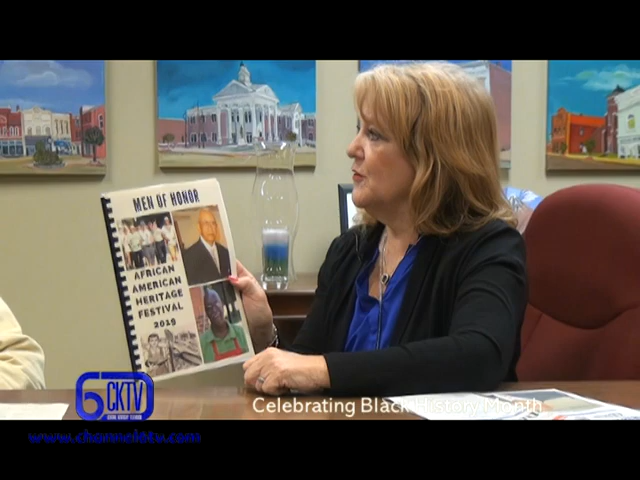 MEN OF HONOR
AFRICAN
AMERICAN
HERITAGE
FESTIVAL
2019
6 CKTV
Celebrating Black History Month
www.channel6tv.com